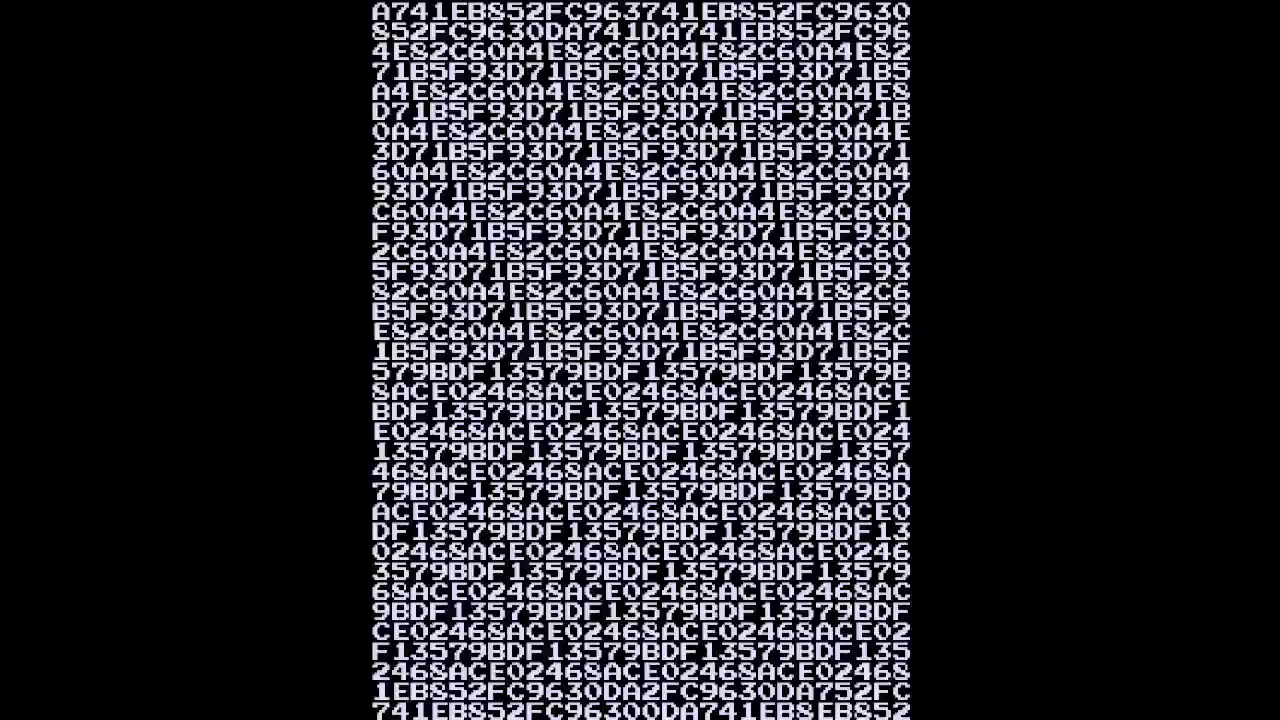 A741EB852FC963741EB852FC9630
852FC9630DA741DA741EB852FC96
4E82C60A4E82C60A4E82C60A4E82
71B5F93D71B5F93D71B5F93D71B5
A4E82C60A4E82C60A4E82C60A4E8
D71B5F93D71B5F93D71B5F93D71B
0A4E82C60A4E82C60A4E82C60A4E
3D71B5F93D71B5F93D71B5F93D71
60A4E82C60A4E82C60A4E82C60A4
93D71B5F93D71B5F93D71B5F93D7
C60A4E82C60A4E82C60A4E82C60A
F93D71B5F93D71B5F93D71B5F93D
2C60A4E82C60A4E82C60A4E82C60
5F93D71B5F93D71B5F93D71B5F93
82C60A4E82C60A4E82C60A4E82C6
B5F93D71B5F93D71B5F93D71B5F9
E82C60A4E82C60A4E82C60A4E82C
1B5F93D71B5F93D71B5F93D71B5F
579BDF13579BDF13579BDF13579B
8ACE02468ACE02468ACE02468ACE
BDF13579BDF13579BDF13579BDF1
E02468ACE02468ACE02468ACE024
13579BDF13579BDF13579BDF1357
468ACE02468ACE02468ACE02468A
79BDF13579BDF13579BDF13579BD
ACE02468ACE02468ACE02468ACE0
DF13579BDF13579BDF13579BDF13
02468ACE02468ACE02468ACE0246
3579BDF13579BDF13579BDF13579
68ACE02468ACE02468ACE02468AC
9BDF13579BDF13579BDF13579BDF
CE02468ACE02468ACE02468ACE02
F13579BDF13579BDF13579BDF135
2468ACE02468ACE02468ACE02468
1EB852FC9630DA2FC9630DA752FC
741EB852FC96300DA741EB8EB852